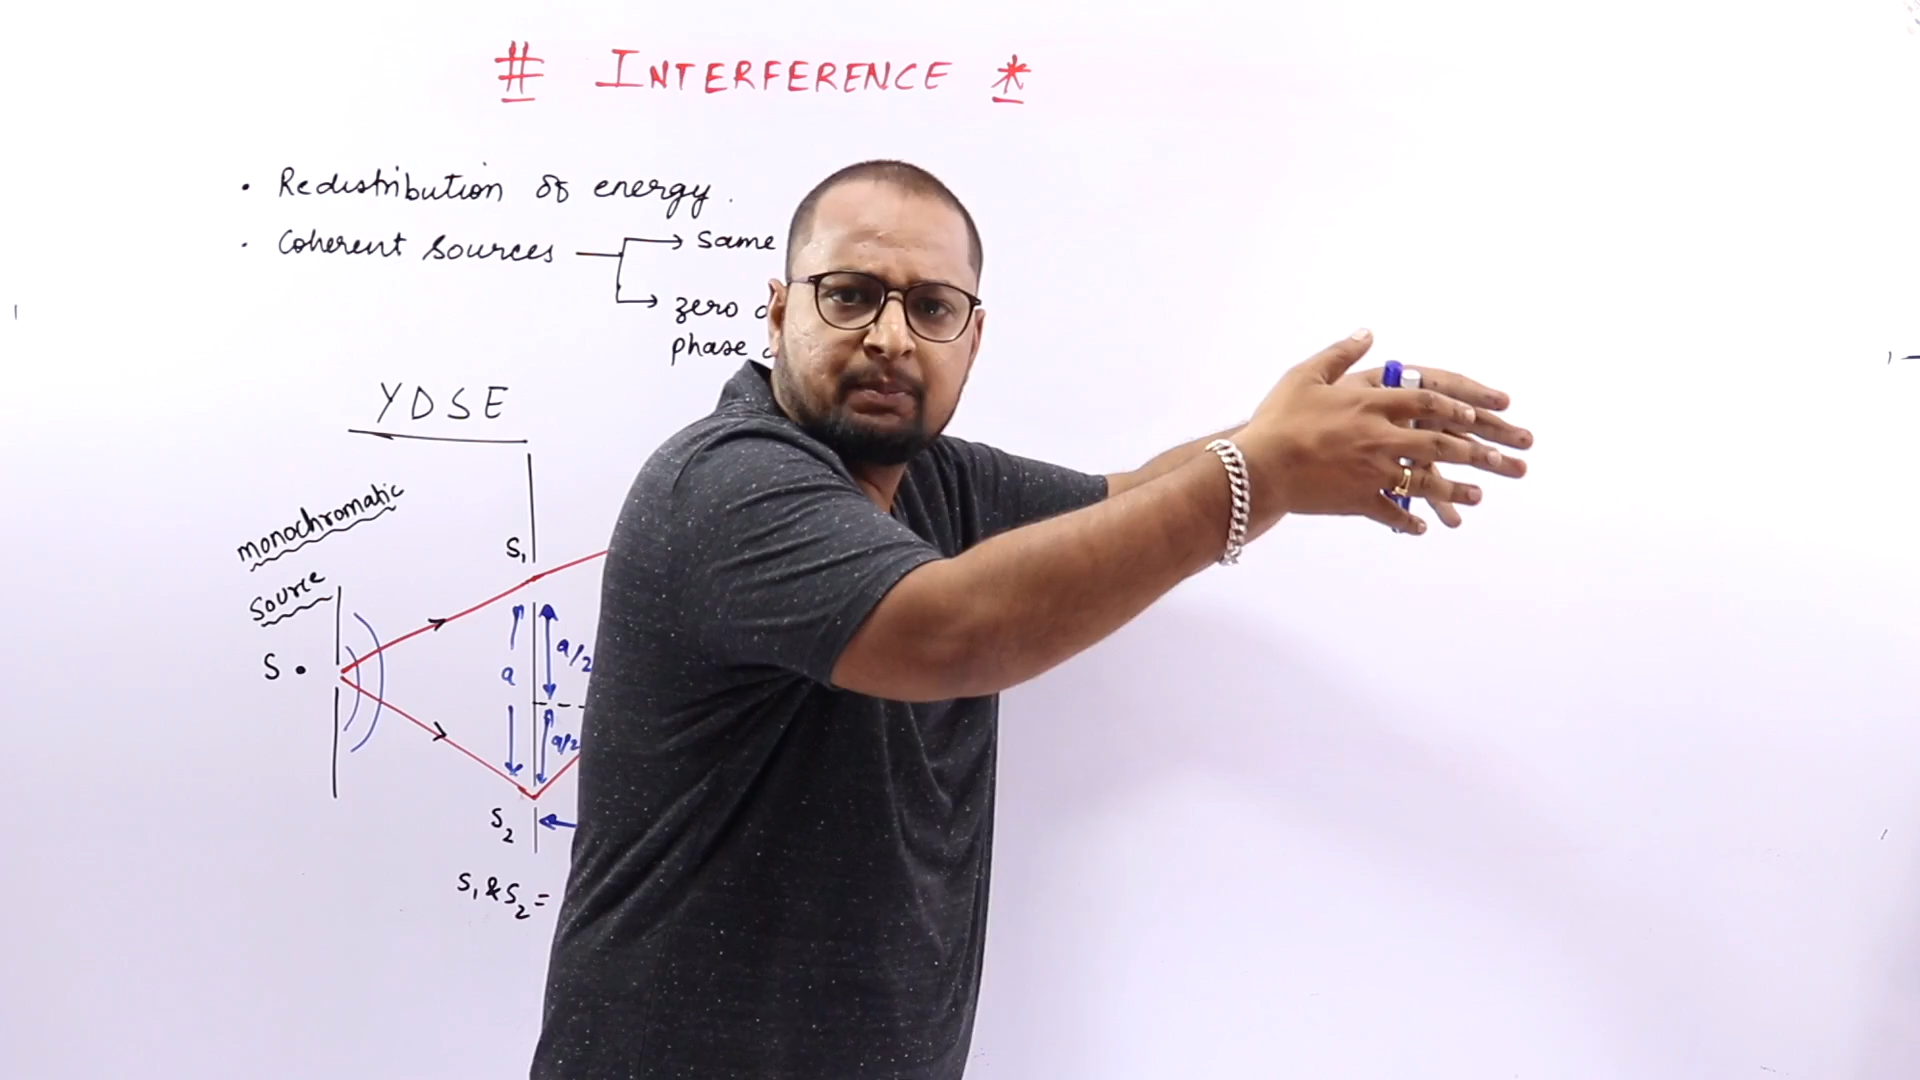 # INTERFERENCE *
· Redistribution of energy.
· Coherent sources → same
→ zero
phase
YDSE
monochromatic
source
S₁
S •
a
a/2
a/2
S₂
S₁ & S₂ =